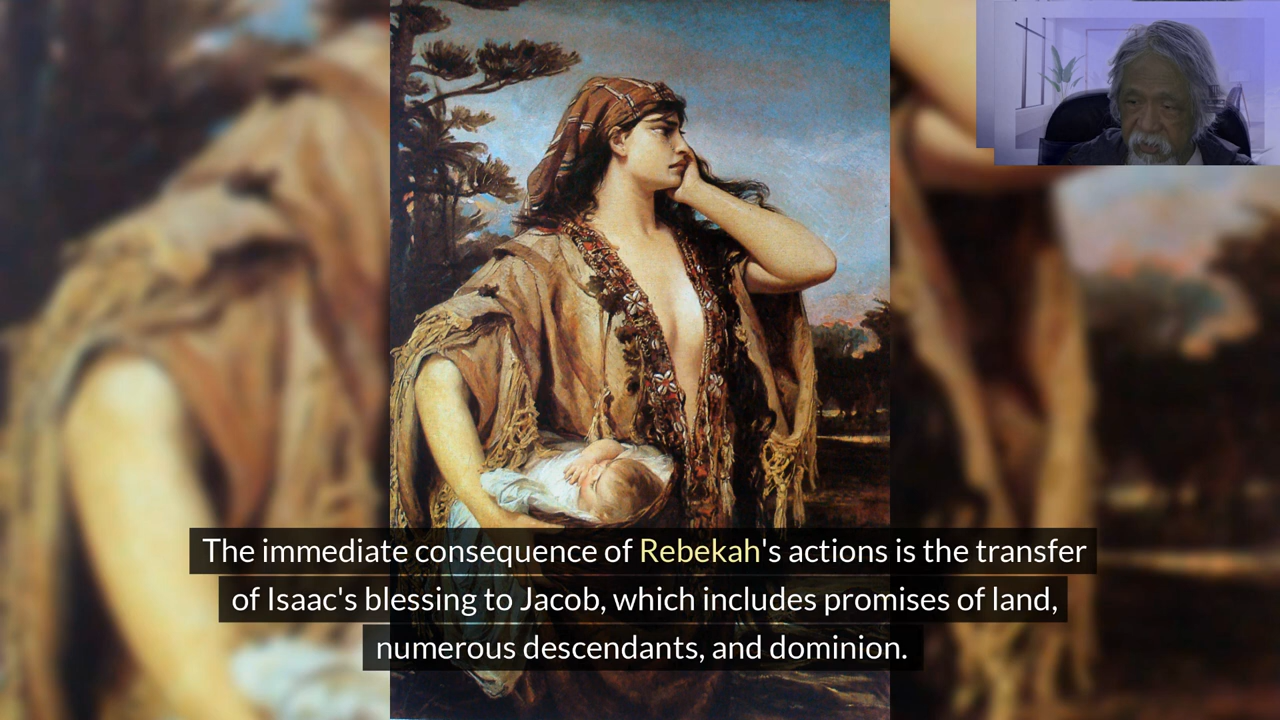 The immediate consequence of Rebekah's actions is the transfer
of Isaac's blessing to Jacob, which includes promises of land,
numerous descendants, and dominion.